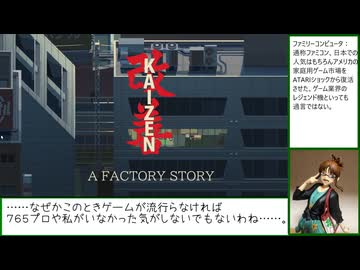 改善
KAIZEN
A FACTORY STORY
ファミリーコンピュータ：
通称ファミコン、日本での
人気はもちろんアメリカの
家庭用ゲーム市場を
ATARIショックから復活
させた、ゲーム業界の
レジェンド機といっても
過言ではない。
……なぜかこのときゲームが流行らなければ
765プロや私がいなかった気がしないでもないわね……。